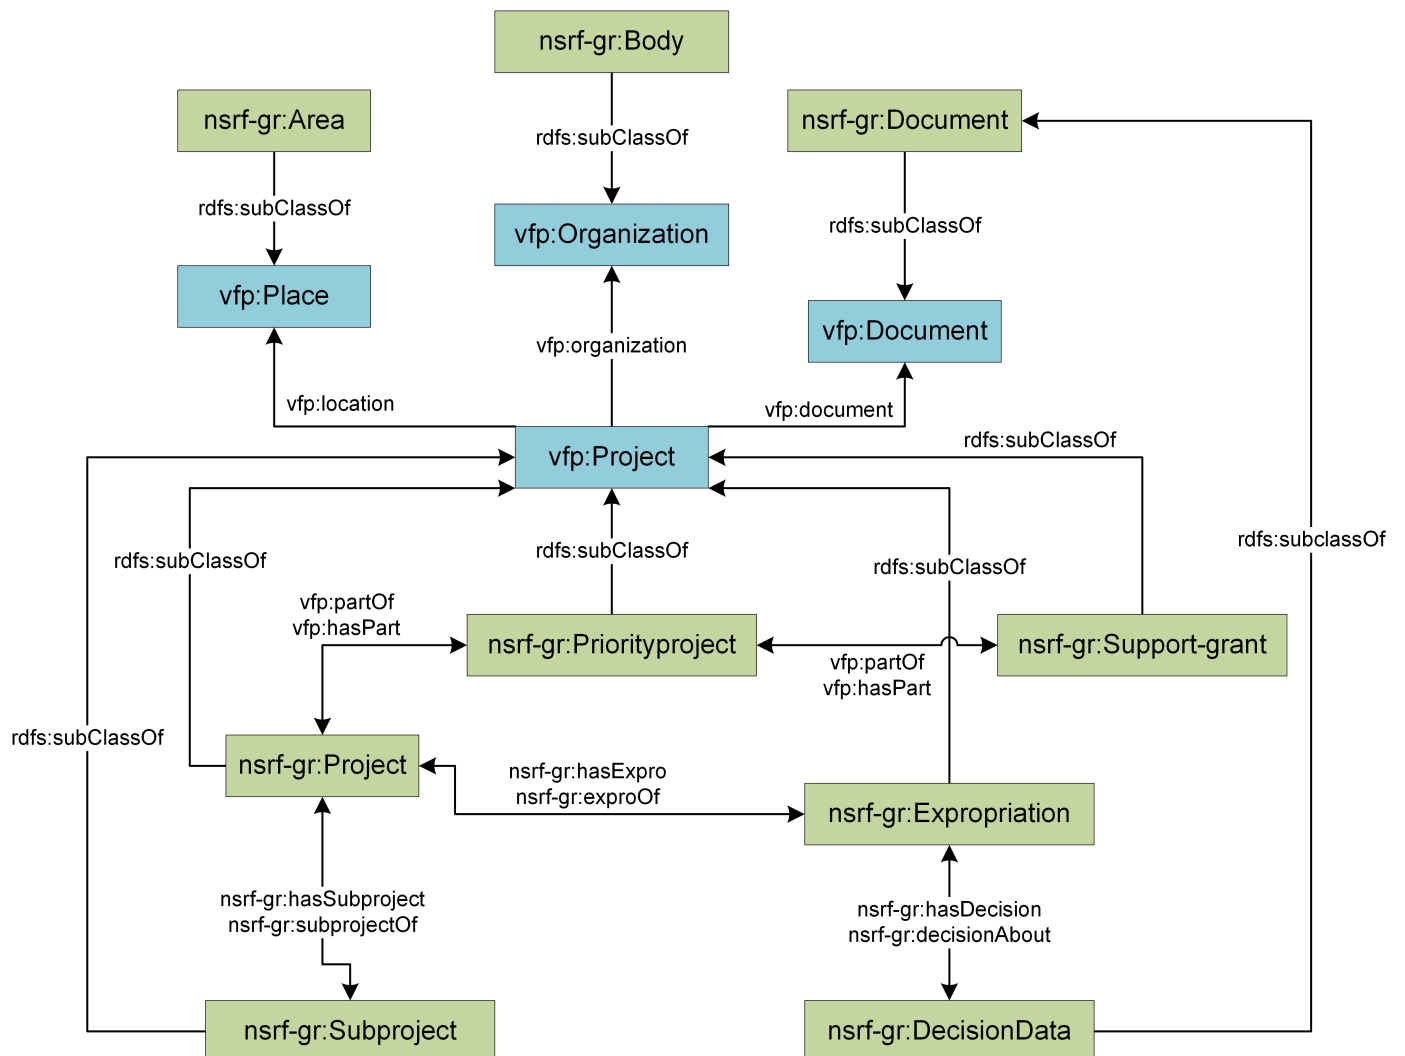 nsrf-gr:Body
nsrf-gr:Area
nsrf-gr:Document
rdfs:subClassOf
rdfs:subClassOf
rdfs:subClassOf
vfp:Organization
vfp:Place
vfp:Document
vfp:organization
vfp:location
vfp:document
rdfs:subClassOf
vfp:Project
rdfs:subclassOf
rdfs:subClassOf
rdfs:subClassOf
rdfs:subClassOf
vfp:partOf
vfp:hasPart
nsrf-gr:Priorityproject
nsrf-gr:Support-grant
vfp:partOf
vfp:hasPart
rdfs:subClassOf
nsrf-gr:Project
nsrf-gr:hasExpro
nsrf-gr:exproOf
nsrf-gr:Expropriation
nsrf-gr:hasSubproject
nsrf-gr:subprojectOf
nsrf-gr:hasDecision
nsrf-gr:decisionAbout
nsrf-gr:Subproject
nsrf-gr:DecisionData